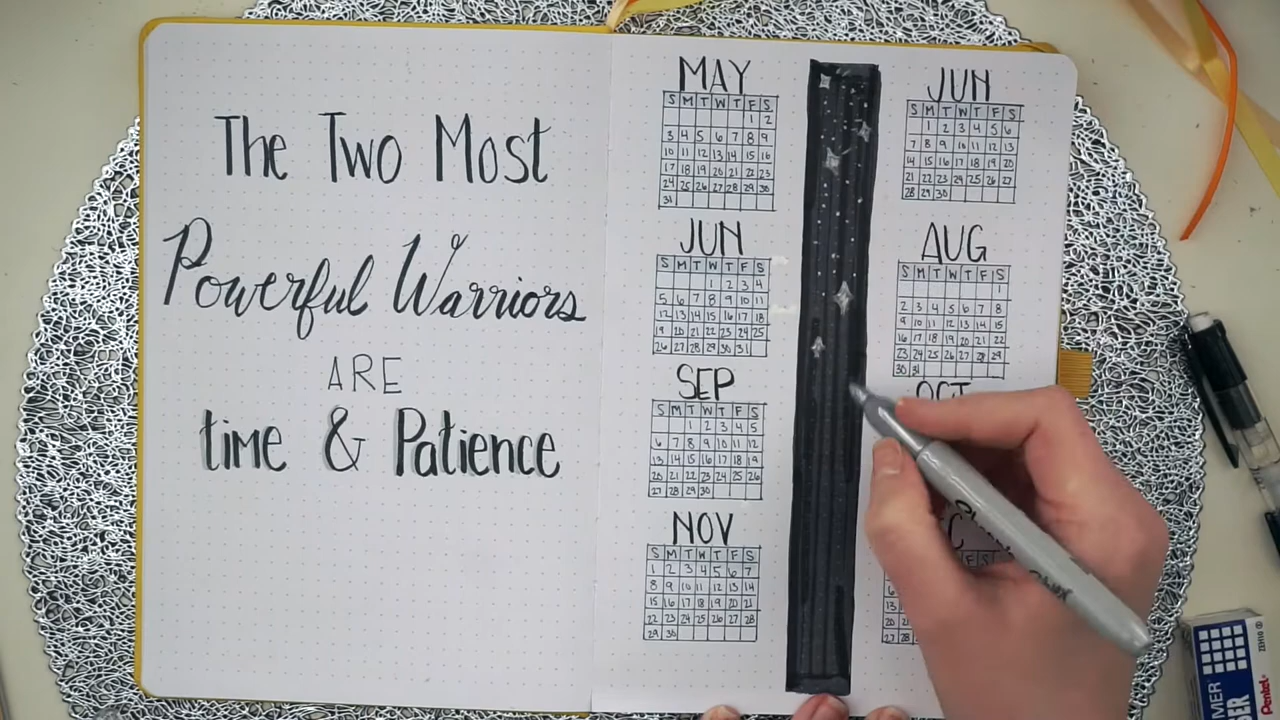 The Two Most
Powerful Warriors
ARE
time & Patience
MAY
S M T W T F S
1 2
3 4 5 6 7 8 9
10 11 12 13 14 15 16
17 18 19 20 21 22 23
24 25 26 27 28 29 30
31
JUN
S M T W T F S
1 2 3 4 5 6
7 8 9 10 11 12 13
14 15 16 17 18 19 20
21 22 23 24 25 26 27
28 29 30
JUN
S M T W T F S
1 2 3 4
5 6 7 8 9 10 11
12 13 14 15 16 17 18
19 20 21 22 23 24 25
26 27 28 29 30 31
AUG
S M T W T F S
1
2 3 4 5 6 7 8
9 10 11 12 13 14 15
16 17 18 19 20 21 22
23 24 25 26 27 28 29
30 31
SEP
S M T W T F S
1 2 3 4 5
6 7 8 9 10 11 12
13 14 15 16 17 18 19
20 21 22 23 24 25 26
27 28 29 30
OCT
NOV
S M T W T F S
1 2 3 4 5 6 7
8 9 10 11 12 13 14
15 16 17 18 19 20 21
22 23 24 25 26 27 28
29 30
C
F S
6
13
20 21
27 28
Pentel